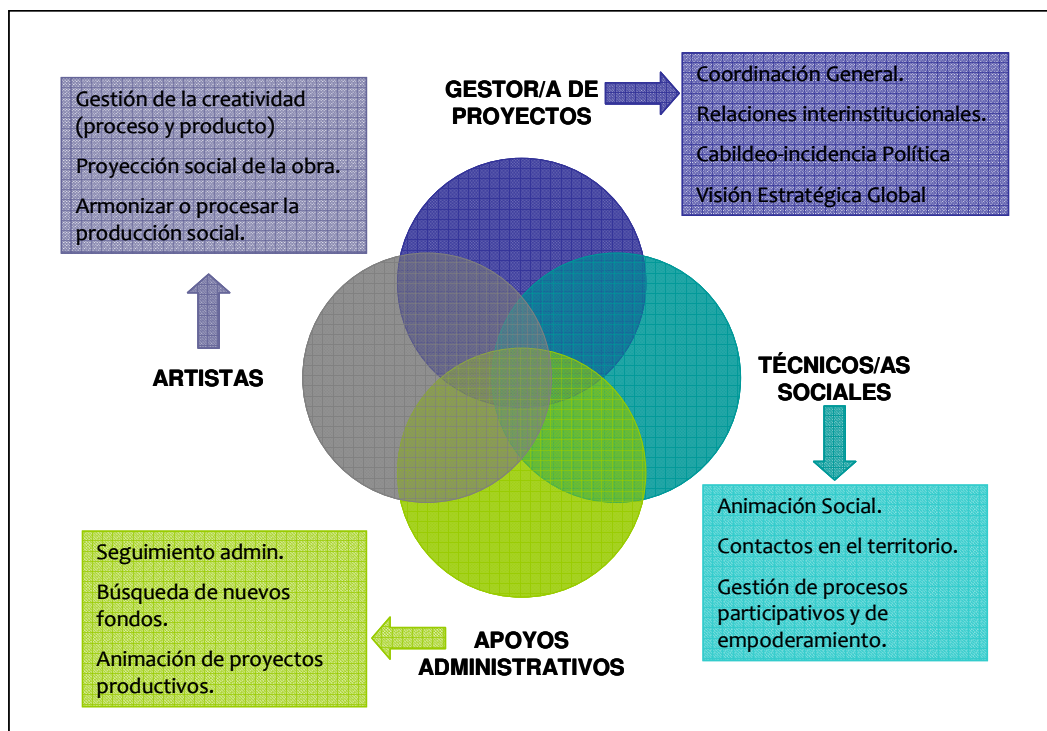 Gestión de la creatividad
(proceso y producto)
Proyección social de la obra.
Armonizar o procesar la
producción social.
ARTISTAS
GESTOR/A DE
PROYECTOS
Coordinación General.
Relaciones interinstitucionales.
Cabildeo-incidencia Política
Visión Estratégica Global
TÉCNICOS/AS
SOCIALES
Animación Social.
Contactos en el territorio.
Gestión de procesos
participativos y de
empoderamiento.
APOYOS
ADMINISTRATIVOS
Seguimiento admin.
Búsqueda de nuevos
fondos.
Animación de proyectos
productivos.